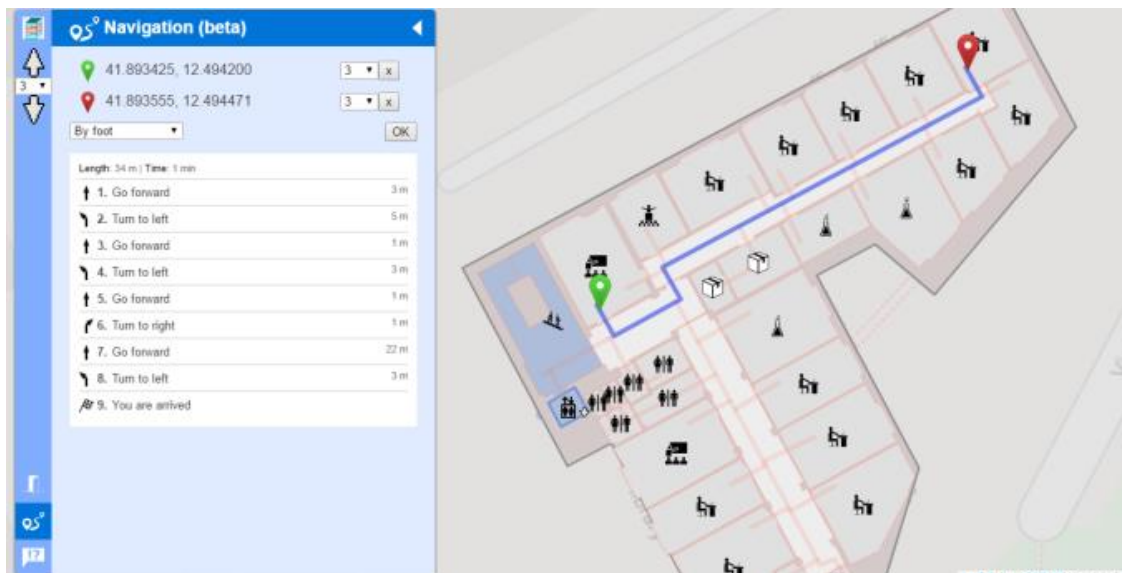 Navigation (beta)
3
41.893425, 12.494200 3 x
41.893555, 12.494471 3 x
By foot OK
Length: 34 m | Time: 1 min
1. Go forward 3 m
2. Turn to left 5 m
3. Go forward 1 m
4. Turn to left 3 m
5. Go forward 1 m
6. Turn to right 1 m
7. Go forward 22 m
8. Turn to left 3 m
9. You are arrived